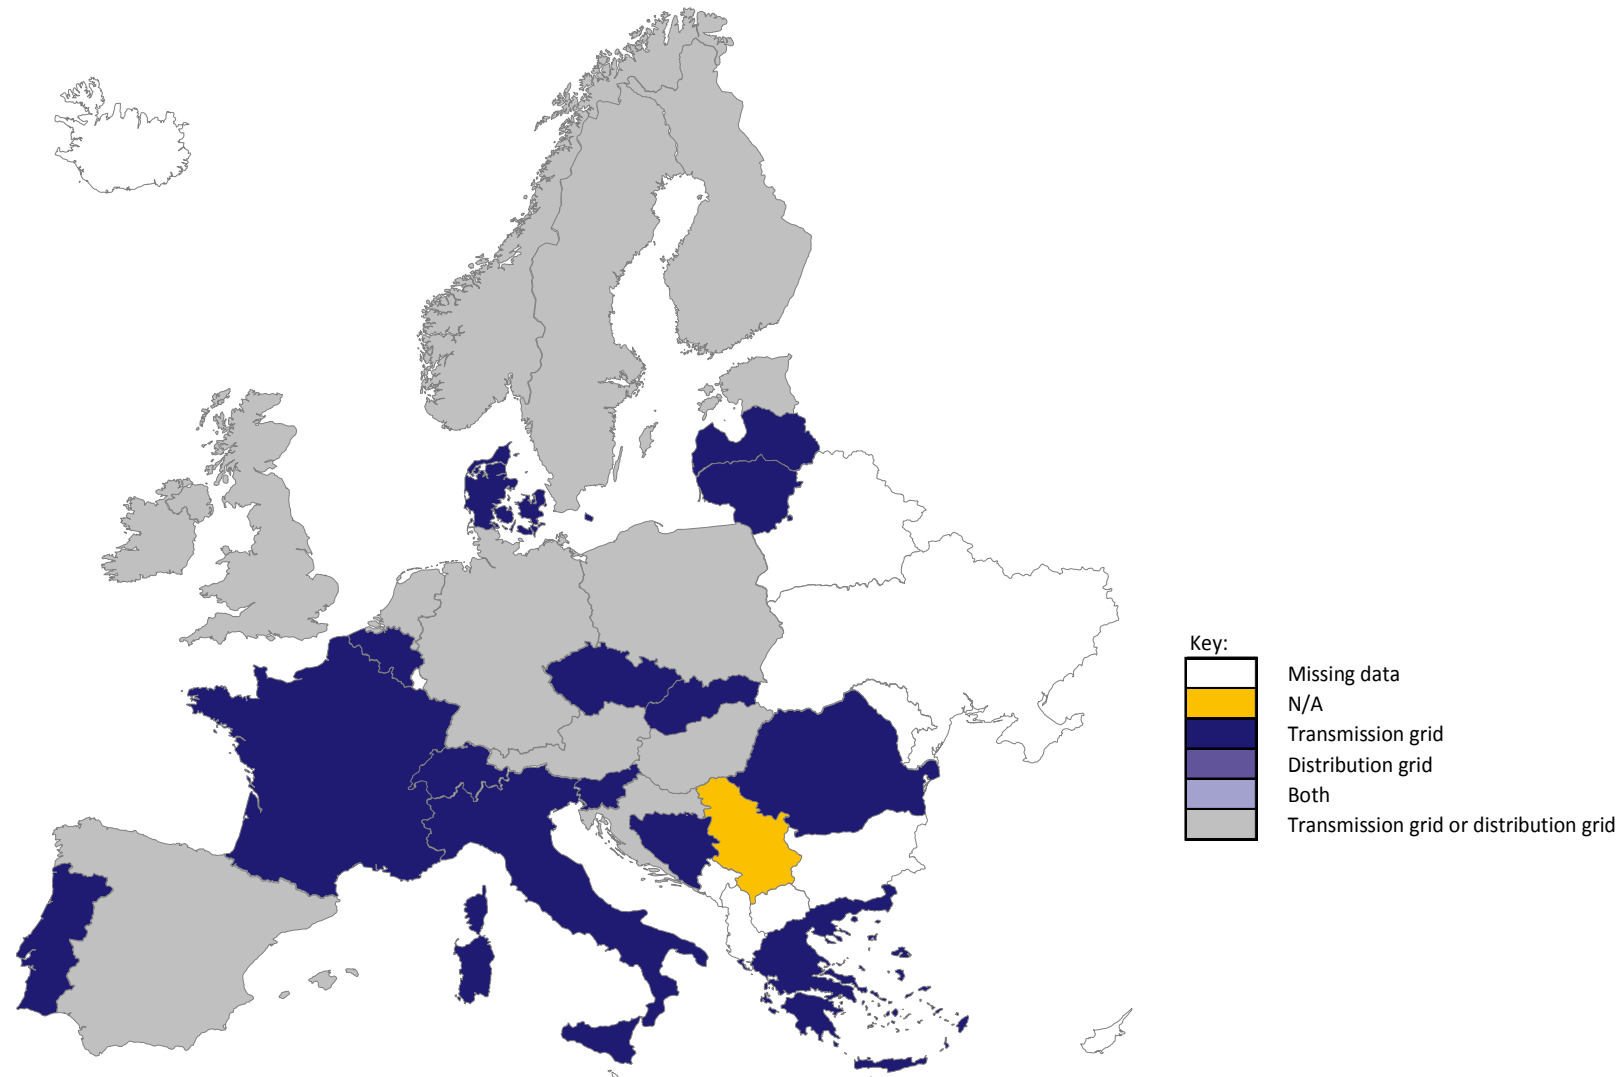 Key:
Missing data
N/A
Transmission grid
Distribution grid
Both
Transmission grid or distribution grid